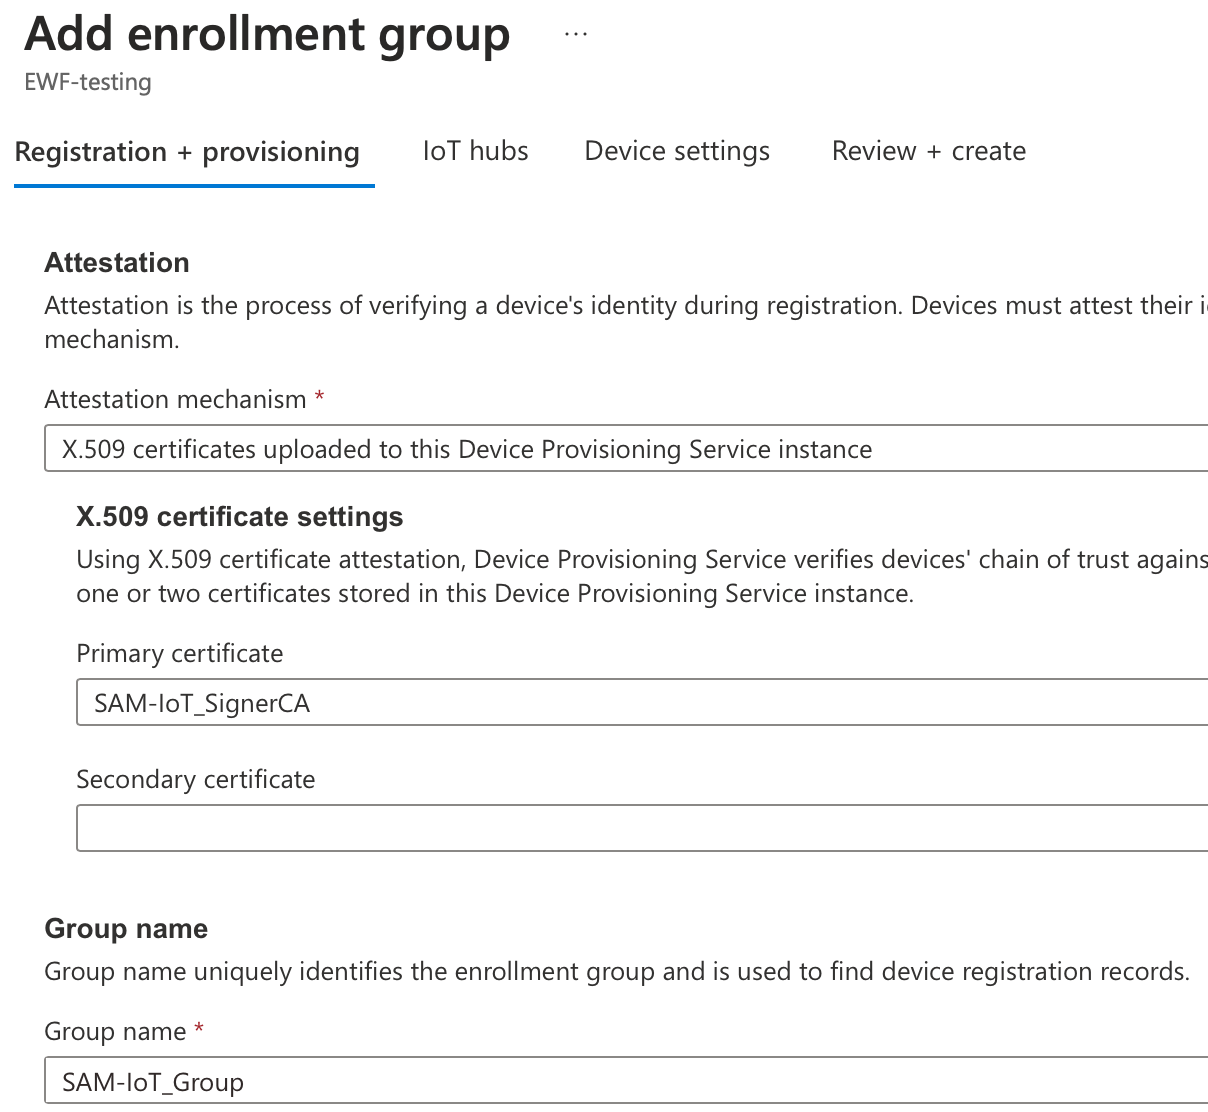 Add enrollment group ...
EWF-testing
Registration + provisioning IoT hubs Device settings Review + create
Attestation
Attestation is the process of verifying a device's identity during registration. Devices must attest their
mechanism.
Attestation mechanism *
X.509 certificates uploaded to this Device Provisioning Service instance
X.509 certificate settings
Using X.509 certificate attestation, Device Provisioning Service verifies devices' chain of trust agains
one or two certificates stored in this Device Provisioning Service instance.
Primary certificate
SAM-IoT_SignerCA
Secondary certificate
Group name
Group name uniquely identifies the enrollment group and is used to find device registration records.
Group name *
SAM-IoT_Group